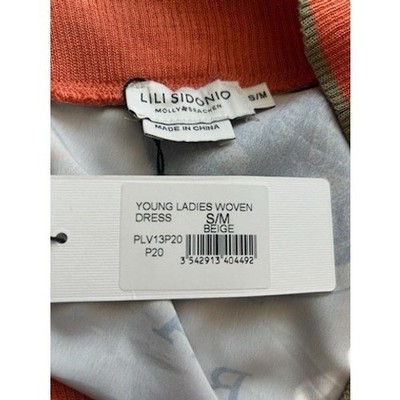 LILI SIDONIO
MOLLY BRACKEN
S/M
MADE IN CHINA
YOUNG LADIES WOVEN
DRESS S/M
BEIGE
PLV13P20
P20
3 542913 404492